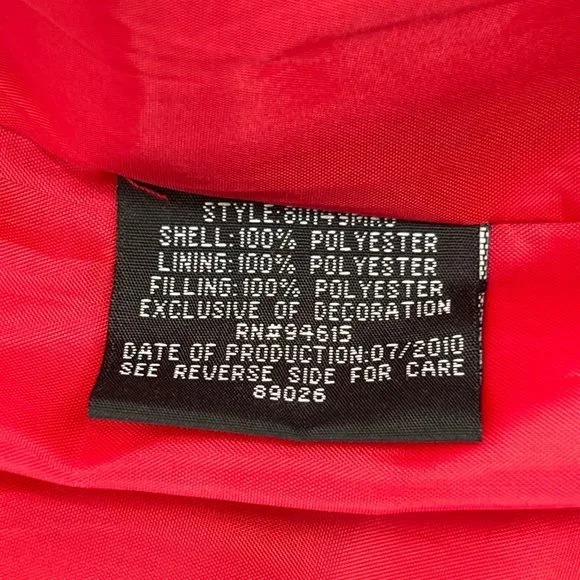 SHELL:100% POLYESTER
LINING:100% POLYESTER
FILLING:100% POLYESTER
EXCLUSIVE OF DECORATION
RN#94615
DATE OF PRODUCTION:07/2010
SEE REVERSE SIDE FOR CARE
89026